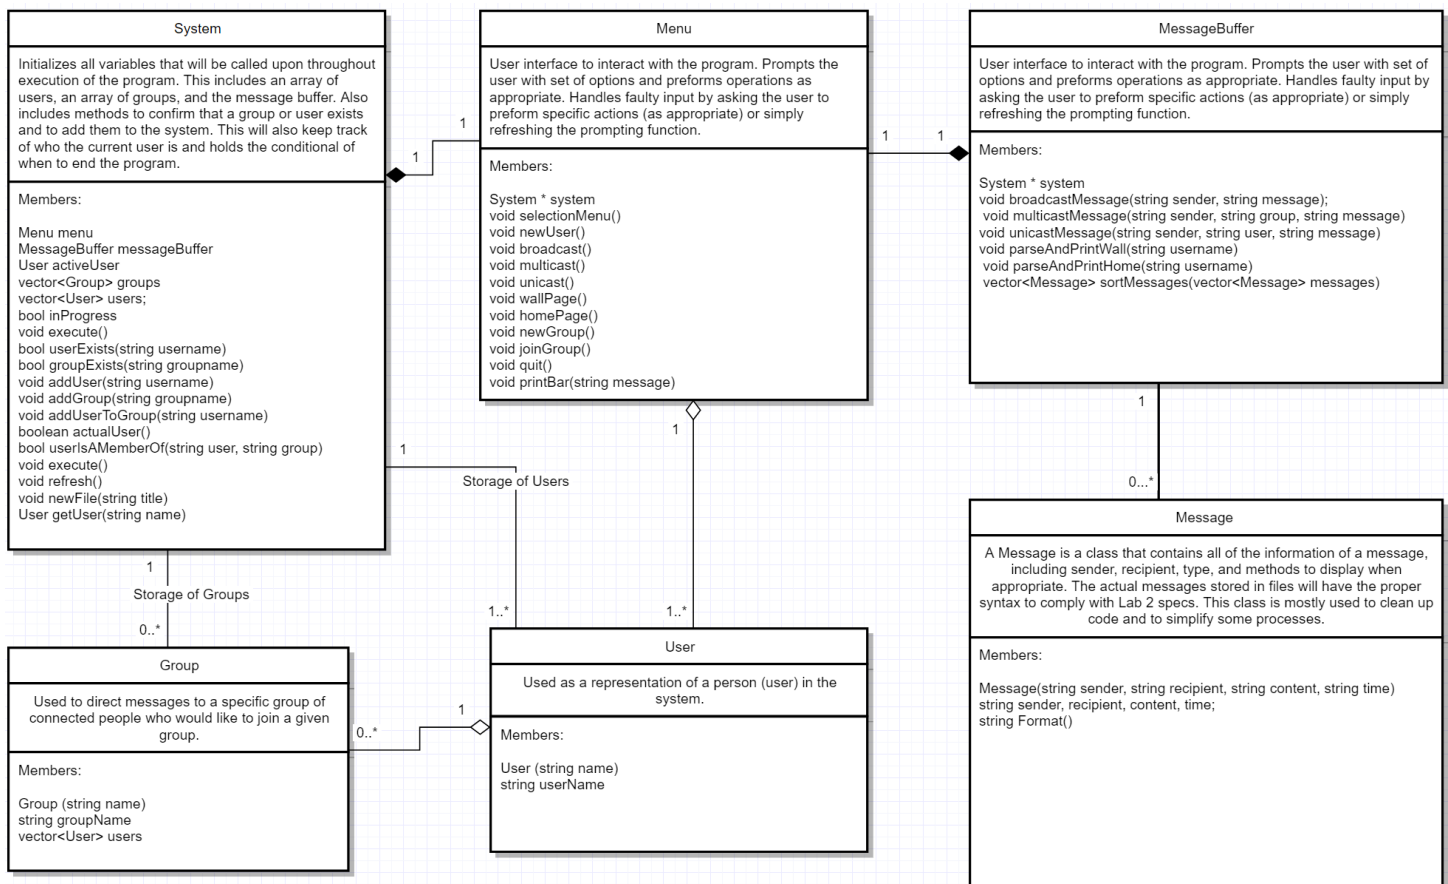 System
Initializes all variables that will be called upon throughout
execution of the program. This includes an array of
users, an array of groups, and the message buffer. Also
includes methods to confirm that a group or user exists
and to add them to the system. This will also keep track
of who the current user is and holds the conditional of
when to end the program.
Members:
Menu menu
MessageBuffer messageBuffer
User activeUser
vector<Group> groups
vector<User> users;
bool inProgress
void execute()
bool userExists(string username)
bool groupExists(string groupname)
void addUser(string username)
void addGroup(string groupname)
void addUserToGroup(string username)
boolean actualUser()
bool userIsAMemberOf(string user, string group)
void execute()
void refresh()
void newFile(string title)
User getUser(string name)
1
1
Menu
User interface to interact with the program. Prompts the
user with set of options and preforms operations as
appropriate. Handles faulty input by asking the user to
preform specific actions (as appropriate) or simply
refreshing the prompting function.
Members:
System * system
void selectionMenu()
void newUser()
void broadcast()
void multicast()
void unicast()
void wallPage()
void homePage()
void newGroup()
void joinGroup()
void quit()
void printBar(string message)
1
1
MessageBuffer
User interface to interact with the program. Prompts the user with set of
options and preforms operations as appropriate. Handles faulty input by
asking the user to preform specific actions (as appropriate) or simply
refreshing the prompting function.
Members:
System * system
void broadcastMessage(string sender, string message);
void multicastMessage(string sender, string group, string message)
void unicastMessage(string sender, string user, string message)
void parseAndPrintWall(string username)
void parseAndPrintHome(string username)
vector<Message> sortMessages(vector<Message> messages)
1
Storage of Users
1..*
1
1..*
1
0...*
1
Storage of Groups
0..*
Group
Used to direct messages to a specific group of
connected people who would like to join a given
group.
Members:
Group (string name)
string groupName
vector<User> users
0..*
1
User
Used as a representation of a person (user) in the
system.
Members:
User (string name)
string userName
Message
A Message is a class that contains all of the information of a message,
including sender, recipient, type, and methods to display when
appropriate. The actual messages stored in files will have the proper
syntax to comply with Lab 2 specs. This class is mostly used to clean up
code and to simplify some processes.
Members:
Message(string sender, string recipient, string content, string time)
string sender, recipient, content, time;
string Format()